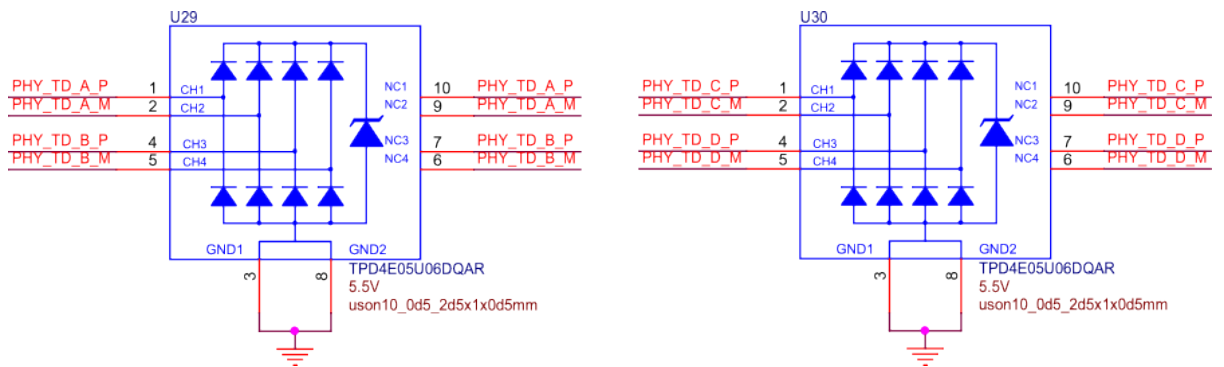 U29
PHY_TD_A_P 1 CH1 NC1 10 PHY_TD_A_P
PHY_TD_A_M 2 CH2 NC2 9 PHY_TD_A_M
PHY_TD_B_P 4 CH3 NC3 7 PHY_TD_B_P
PHY_TD_B_M 5 CH4 NC4 6 PHY_TD_B_M
GND1 GND2
3 8
TPD4E05U06DQAR
5.5V
uson10_0d5_2d5x1x0d5mm
U30
PHY_TD_C_P 1 CH1 NC1 10 PHY_TD_C_P
PHY_TD_C_M 2 CH2 NC2 9 PHY_TD_C_M
PHY_TD_D_P 4 CH3 NC3 7 PHY_TD_D_P
PHY_TD_D_M 5 CH4 NC4 6 PHY_TD_D_M
GND1 GND2
3 8
TPD4E05U06DQAR
5.5V
uson10_0d5_2d5x1x0d5mm